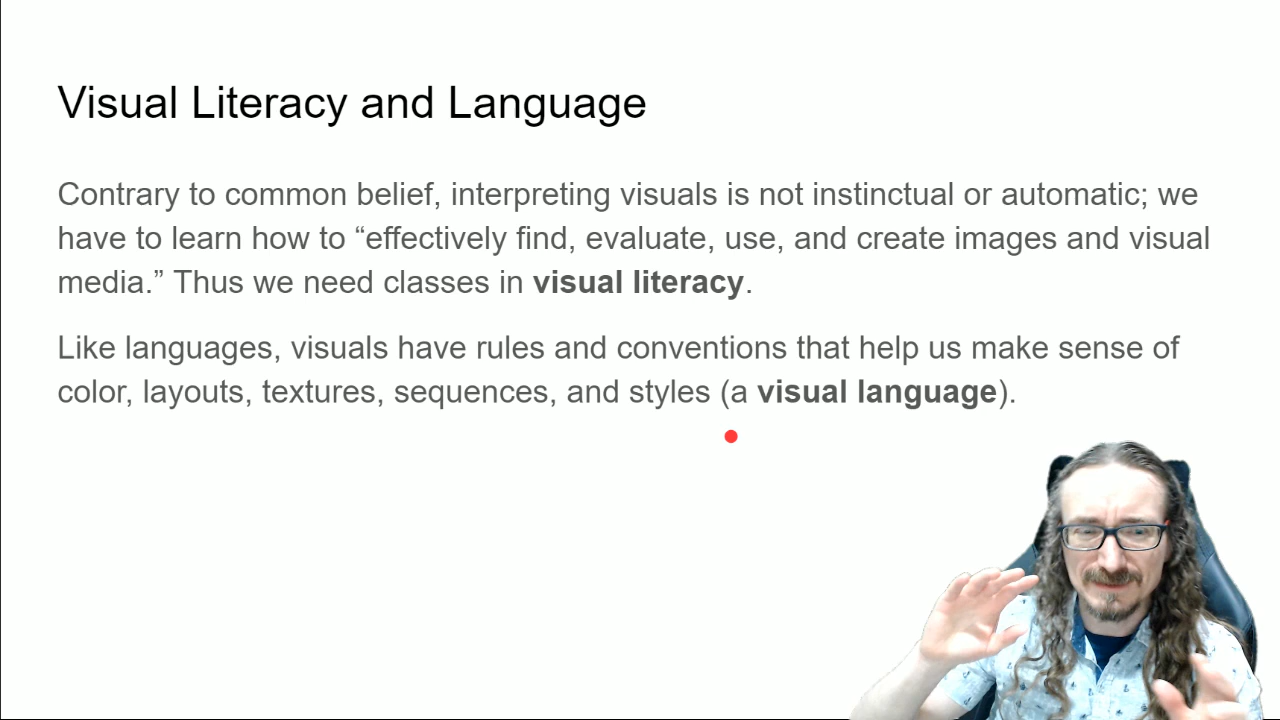 Visual Literacy and Language
Contrary to common belief, interpreting visuals is not instinctual or automatic; we
have to learn how to “effectively find, evaluate, use, and create images and visual
media.” Thus we need classes in visual literacy.
Like languages, visuals have rules and conventions that help us make sense of
color, layouts, textures, sequences, and styles (a visual language).